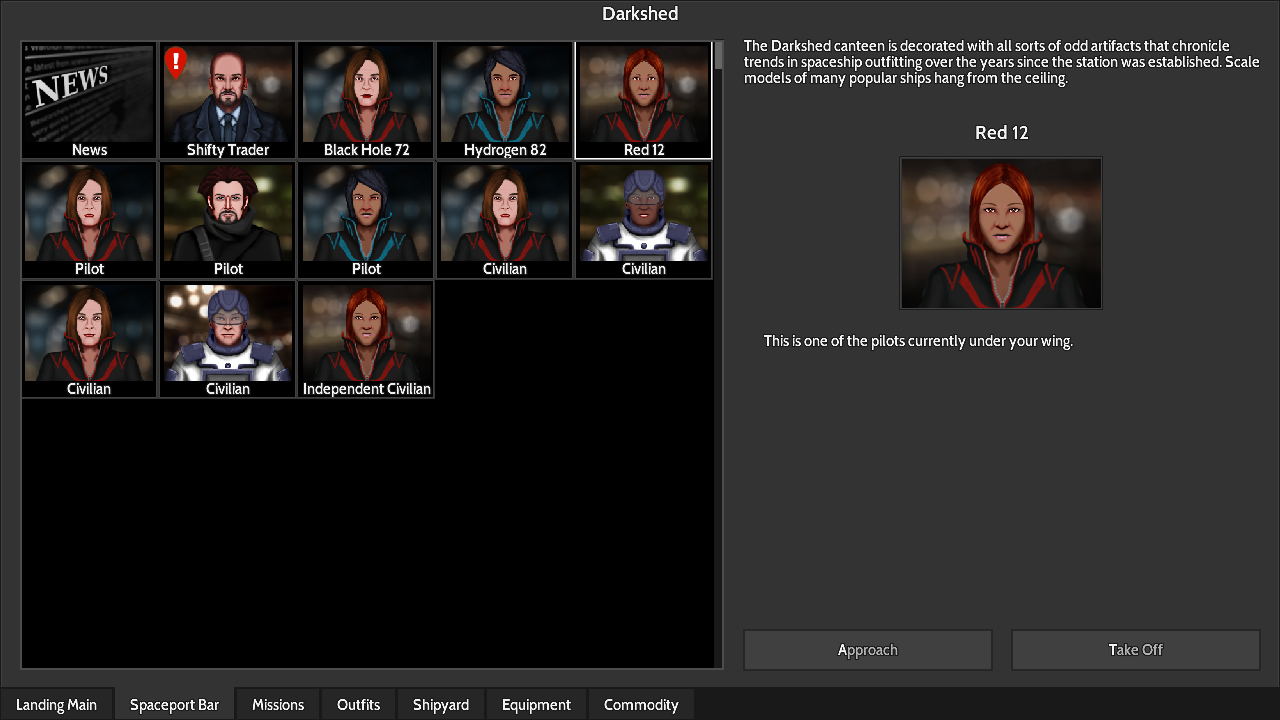 Darkshed
NEWS
News
Shifty Trader
Black Hole 72
Hydrogen 82
Red 12
Pilot
Pilot
Pilot
Civilian
Civilian
Civilian
Civilian
Independent Civilian
The Darkshed canteen is decorated with all sorts of odd artifacts that chronicle
trends in spaceship outfitting over the years since the station was established. Scale
models of many popular ships hang from the ceiling.
Red 12
This is one of the pilots currently under your wing.
Approach
Take Off
Landing Main
Spaceport Bar
Missions
Outfits
Shipyard
Equipment
Commodity